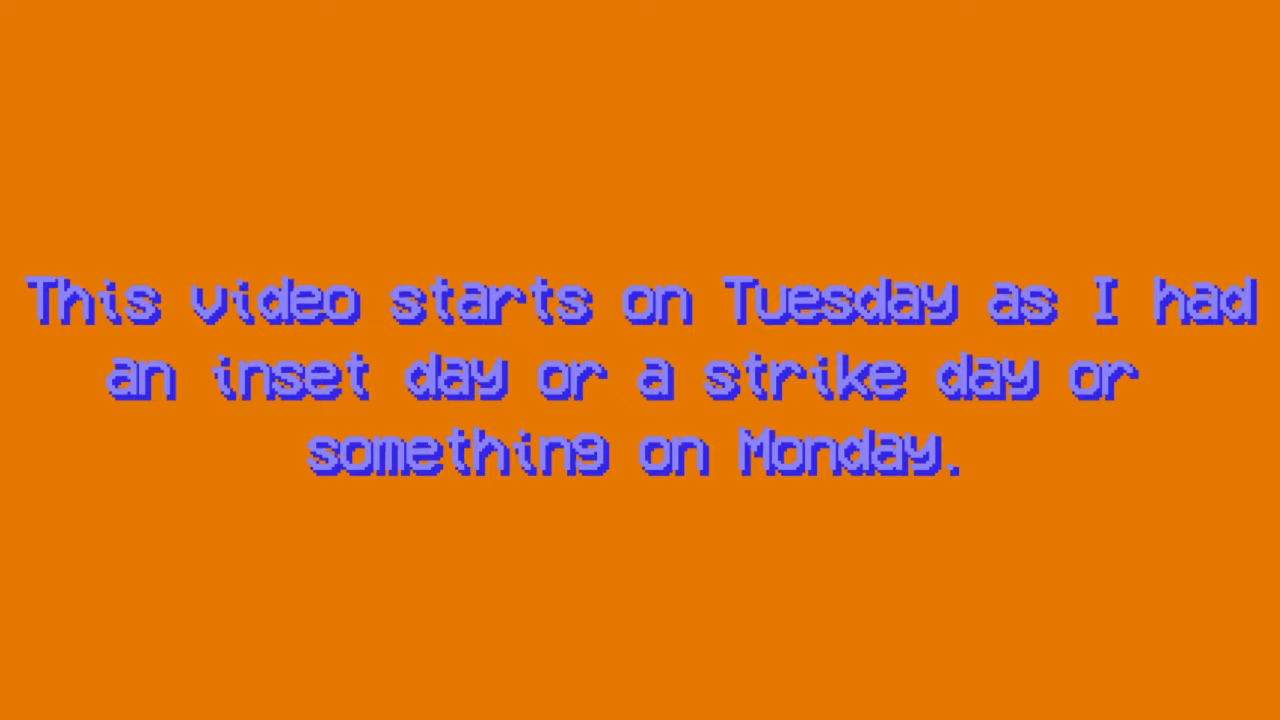 This video starts on Tuesday as I had
an inset day or a strike day or
something on Monday.